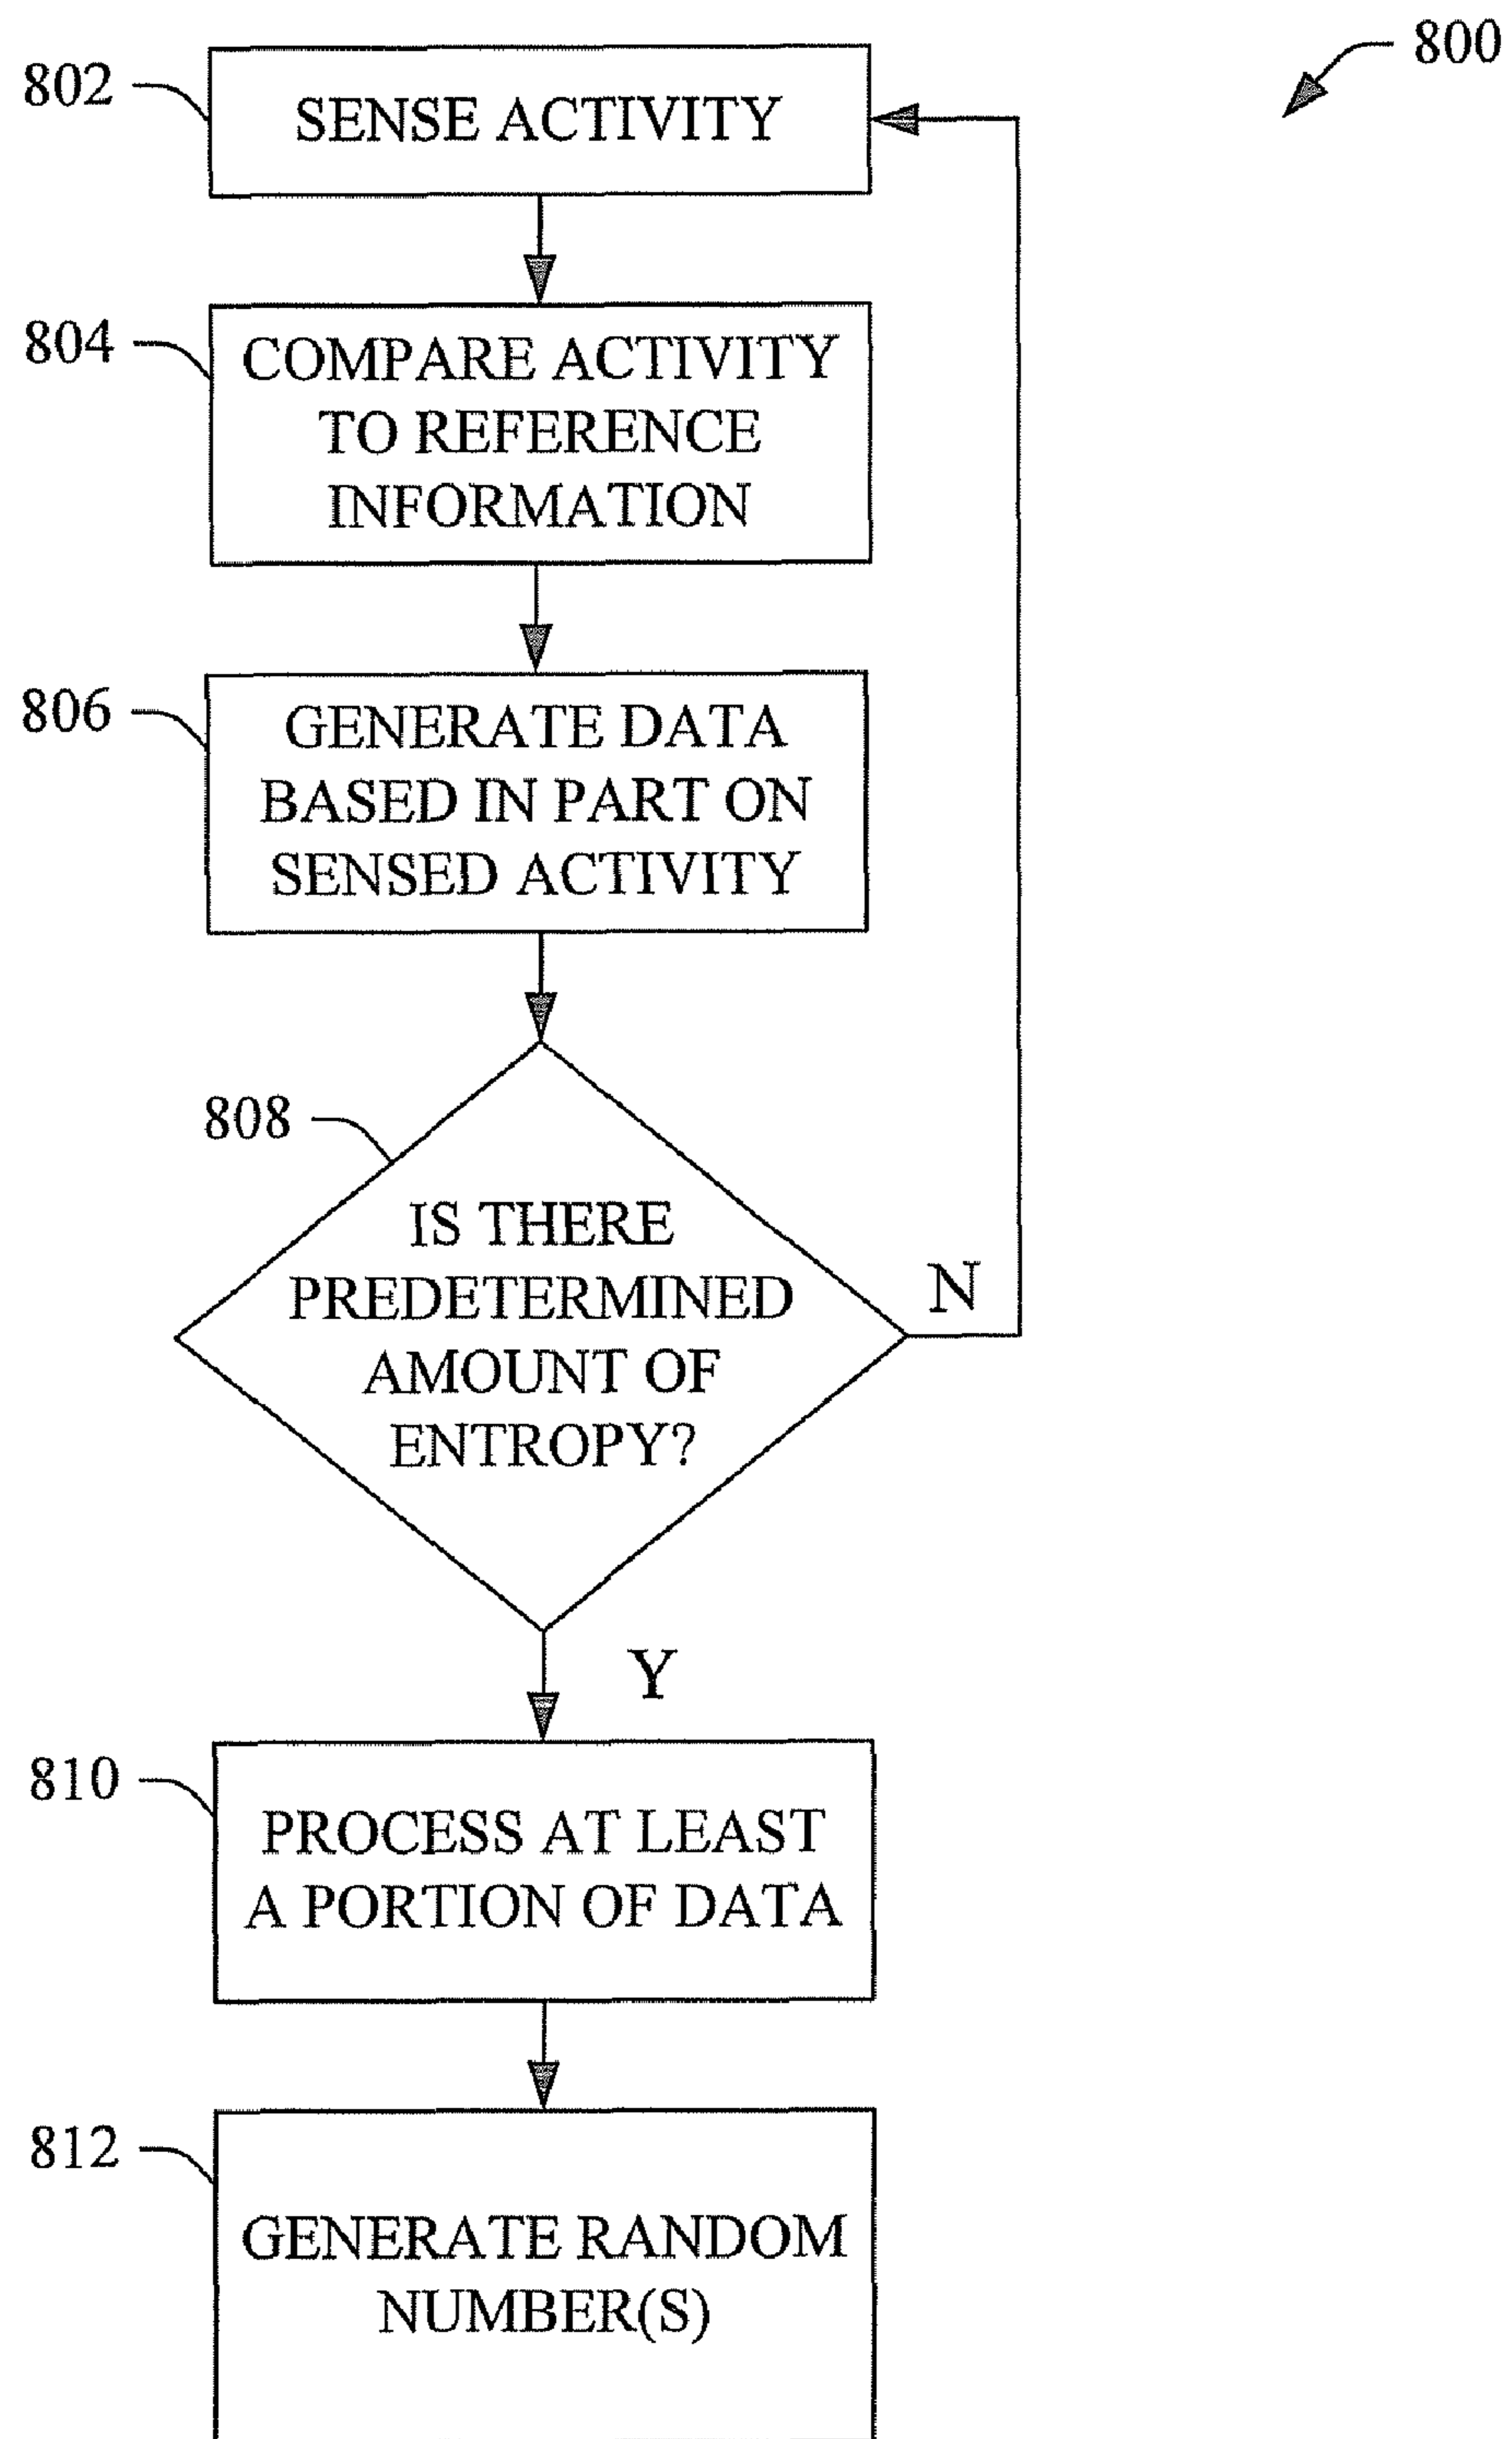 800
802
SENSE ACTIVITY
804
COMPARE ACTIVITY
TO REFERENCE
INFORMATION
806
GENERATE DATA
BASED IN PART ON
SENSED ACTIVITY
808
IS THERE
PREDETERMINED
AMOUNT OF
ENTROPY?
N
Y
810
PROCESS AT LEAST
A PORTION OF DATA
812
GENERATE RANDOM
NUMBER(S)